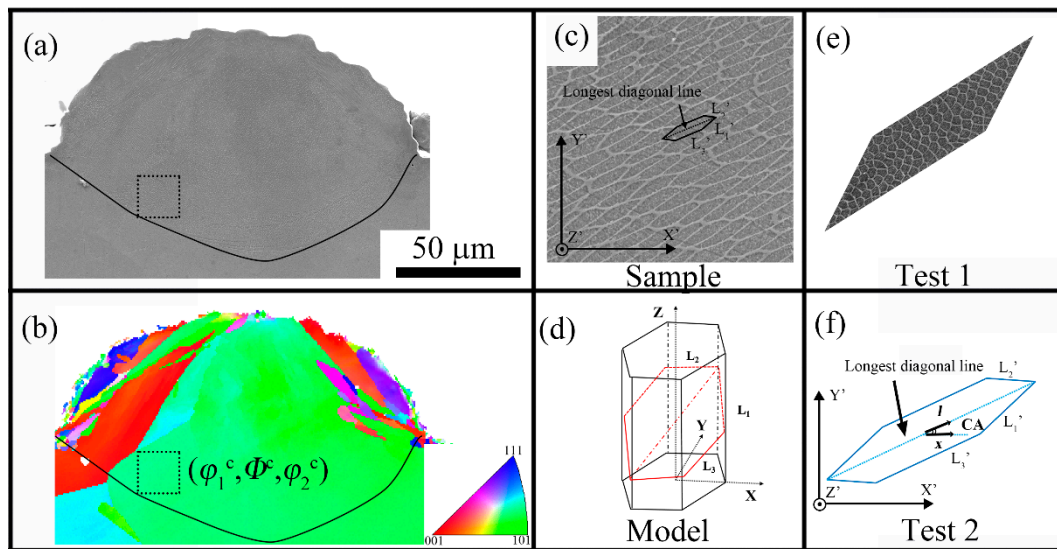 (a)
50 μm
(b)
(φ₁ᶜ,Φᶜ,φ₂ᶜ)
111
001
101
(c)
Longest diagonal line
L₂’
L₁’
L₃’
Y’
Z’
X’
Sample
(d)
Z
L₂
L₁
Y
L₃
X
Model
(e)
Test 1
(f)
Longest diagonal line
L₂’
Y’
l
CA
x
L₁’
L₃’
Z’
X’
Test 2